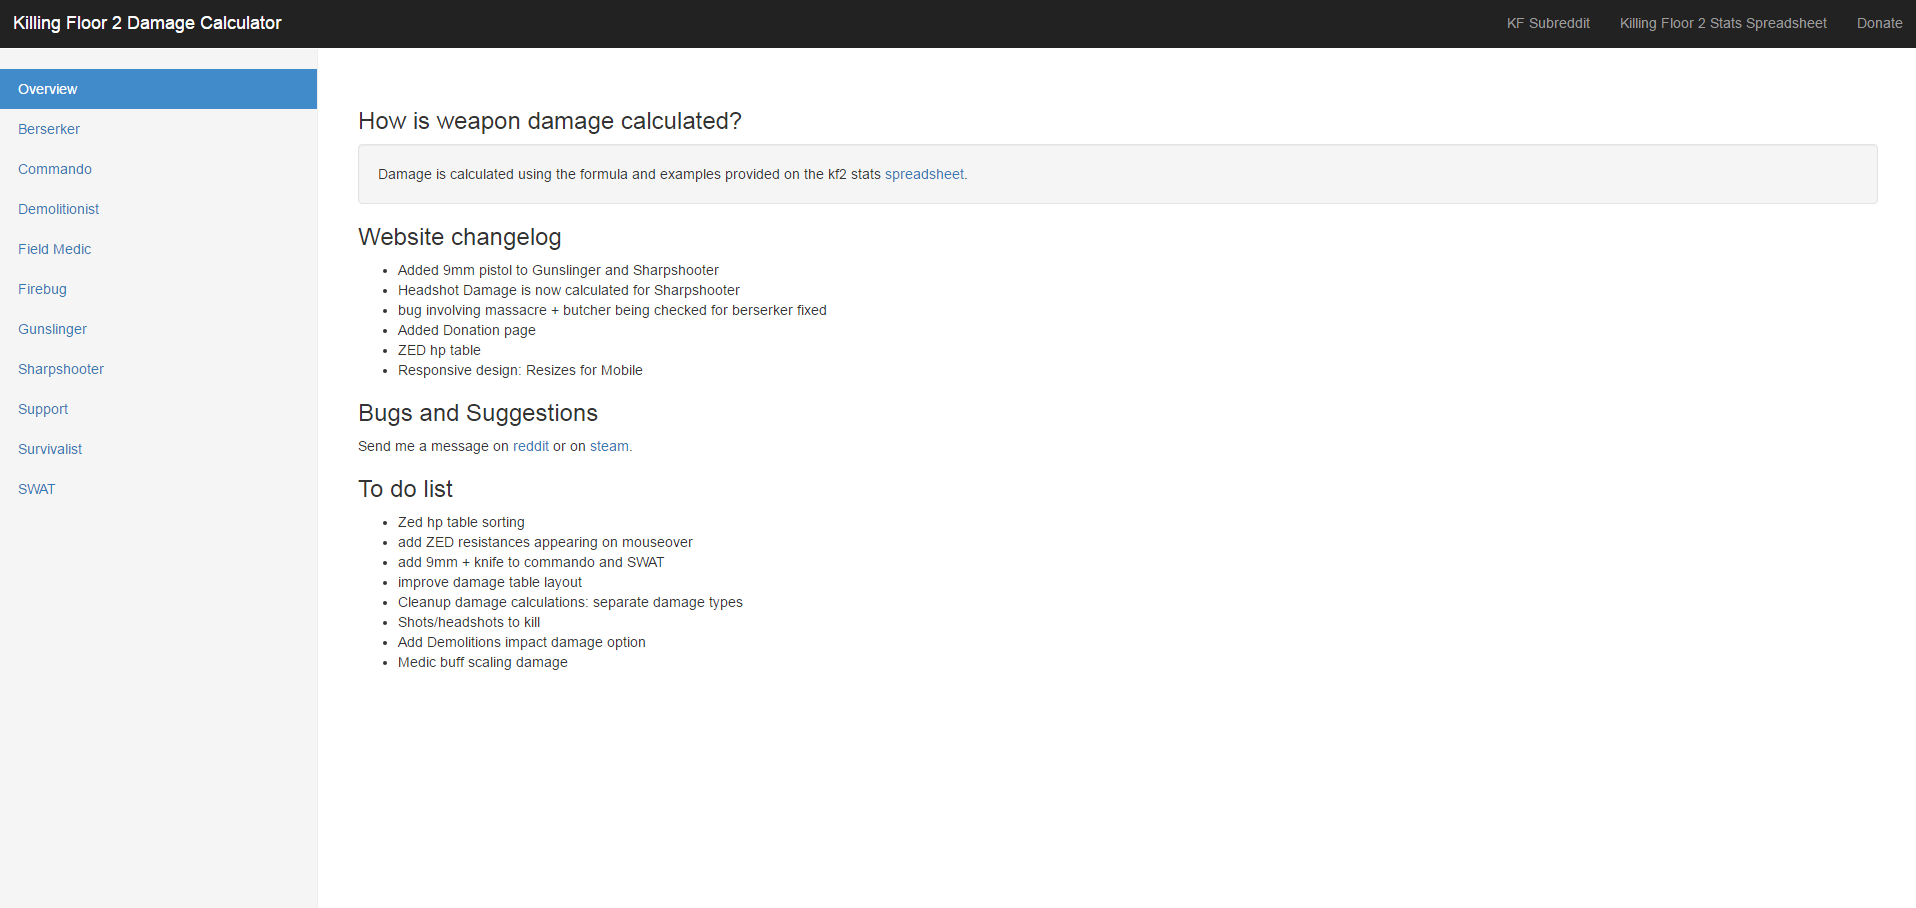 Killing Floor 2 Damage Calculator
KF Subreddit
Killing Floor 2 Stats Spreadsheet
Donate
Overview
Berserker
Commando
Demolitionist
Field Medic
Firebug
Gunslinger
Sharpshooter
Support
Survivalist
SWAT
How is weapon damage calculated?
Damage is calculated using the formula and examples provided on the kf2 stats spreadsheet.
Website changelog
Added 9mm pistol to Gunslinger and Sharpshooter
Headshot Damage is now calculated for Sharpshooter
bug involving massacre + butcher being checked for berserker fixed
Added Donation page
ZED hp table
Responsive design: Resizes for Mobile
Bugs and Suggestions
Send me a message on reddit or on steam.
To do list
Zed hp table sorting
add ZED resistances appearing on mouseover
add 9mm + knife to commando and SWAT
improve damage table layout
Cleanup damage calculations: separate damage types
Shots/headshots to kill
Add Demolitions impact damage option
Medic buff scaling damage